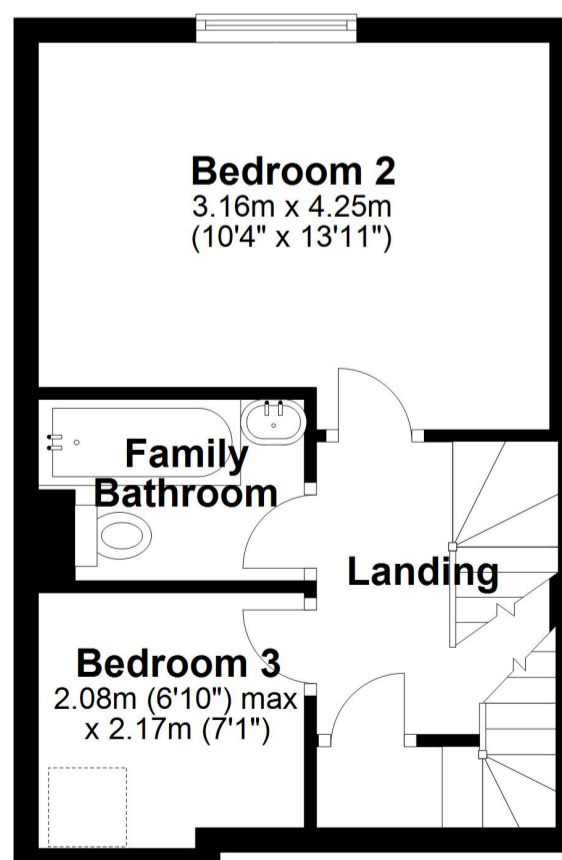 Bedroom 2
3.16m x 4.25m
(10'4" x 13'11")
Family
Bathroom
Landing
Bedroom 3
2.08m (6'10") max
x 2.17m (7'1")